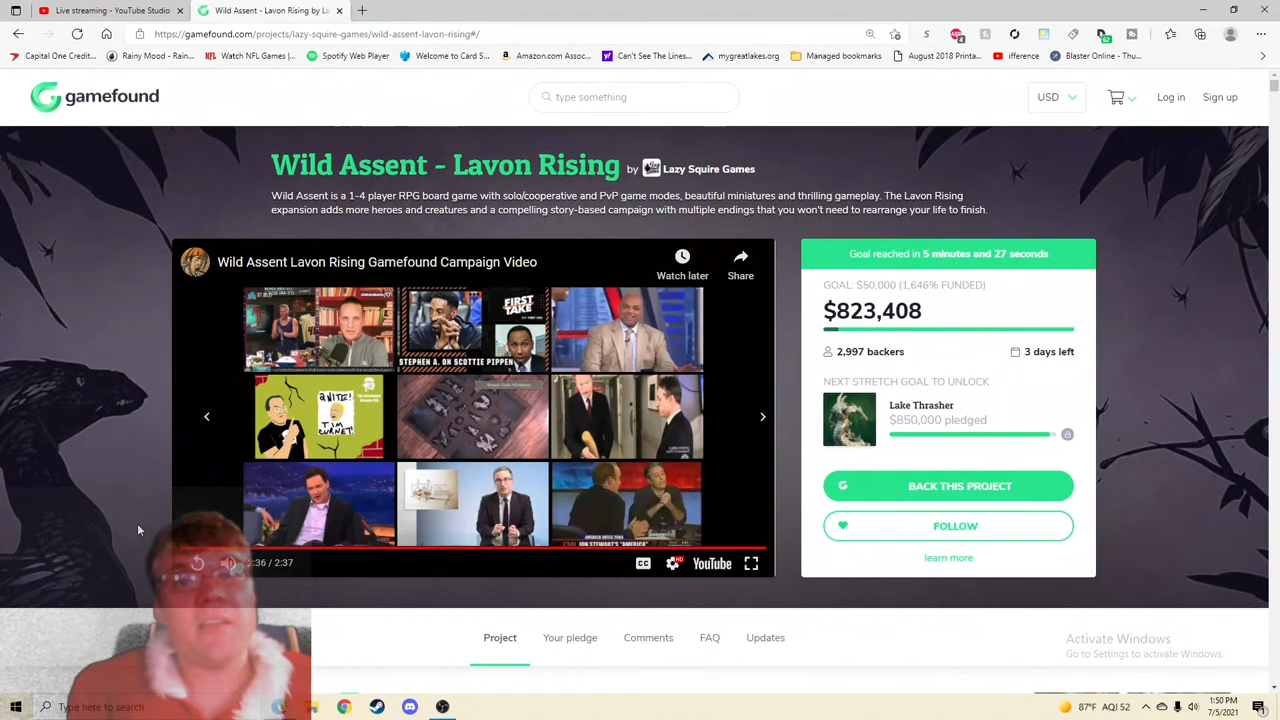 Live streaming - YouTube Studio
Wild Assent - Lavon Rising by La
https://gamefound.com/projects/lazy-squire-games/wild-assent-lavon-rising#/
Capital One Credit...
Rainy Mood - Rain...
Watch NFL Games |...
Spotify Web Player
Welcome to Card S...
Amazon.com Assoc...
Can't See The Lines...
mygreatlakes.org
Managed bookmarks
August 2018 Printa...
ifference
Blaster Online - Thu...
gamefound
type something
USD
Log in
Sign up
Wild Assent - Lavon Rising by Lazy Squire Games
Wild Assent is a 1-4 player RPG board game with solo/cooperative and PvP game modes, beautiful miniatures and thrilling gameplay. The Lavon Rising
expansion adds more heroes and creatures and a compelling story-based campaign with multiple endings that you won't need to rearrange your life to finish.
Wild Assent Lavon Rising Gamefound Campaign Video
Watch later
Share
FIRST
TAKE
STEPHEN A. ON SCOTTIE PIPPEN
2:36 / 2:37
CC
HD
YouTube
Goal reached in 5 minutes and 27 seconds
GOAL: $50,000 (1,646% FUNDED)
$823,408
2,997 backers
3 days left
NEXT STRETCH GOAL TO UNLOCK
Lake Thrasher
$850,000 pledged
BACK THIS PROJECT
FOLLOW
learn more
Project
Your pledge
Comments
FAQ
Updates
Activate Windows
Go to Settings to activate Windows.
Type here to search
87°F AQI 52
1:50 PM
7/5/2021